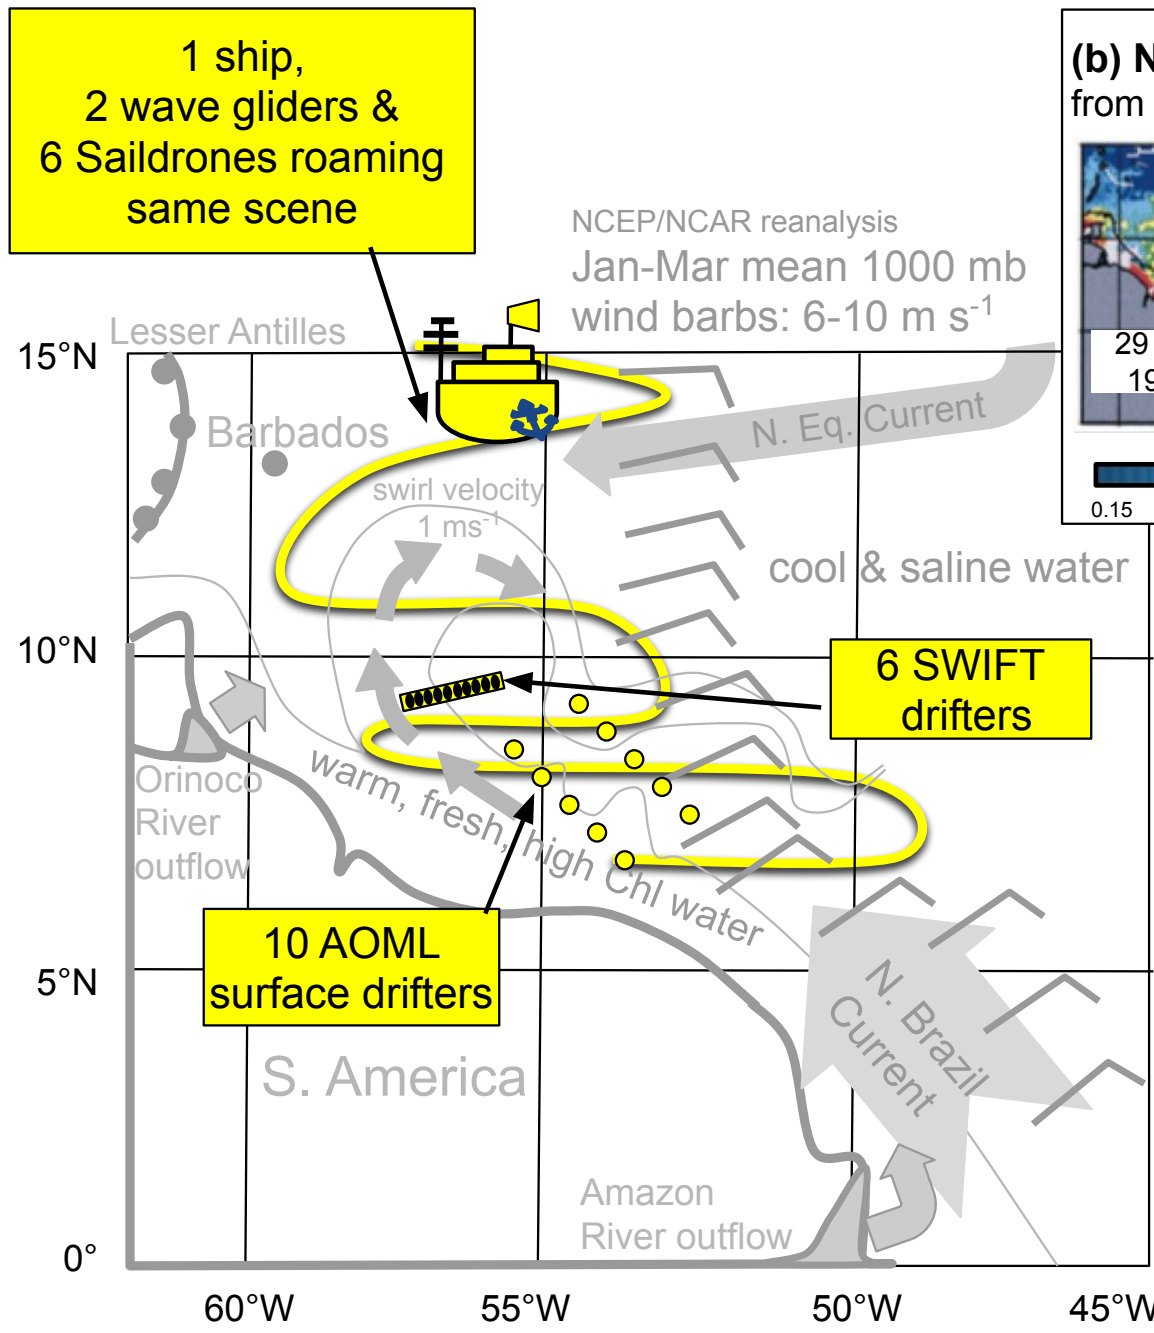 1 ship,
2 wave gliders &
6 Saildrones roaming
same scene
(b) N
from
NCEP/NCAR reanalysis
Jan-Mar mean 1000 mb
wind barbs: 6-10 m s-1
29
19
0.15
Lesser Antilles
15°N
Barbados
N. Eq. Current
swirl velocity
1 ms-1
cool & saline water
10°N
6 SWIFT
drifters
warm, fresh, high Chl water
Orinoco
River
outflow
10 AOML
surface drifters
5°N
N. Brazil
Current
S. America
Amazon
River outflow
0°
60°W
55°W
50°W
45°W